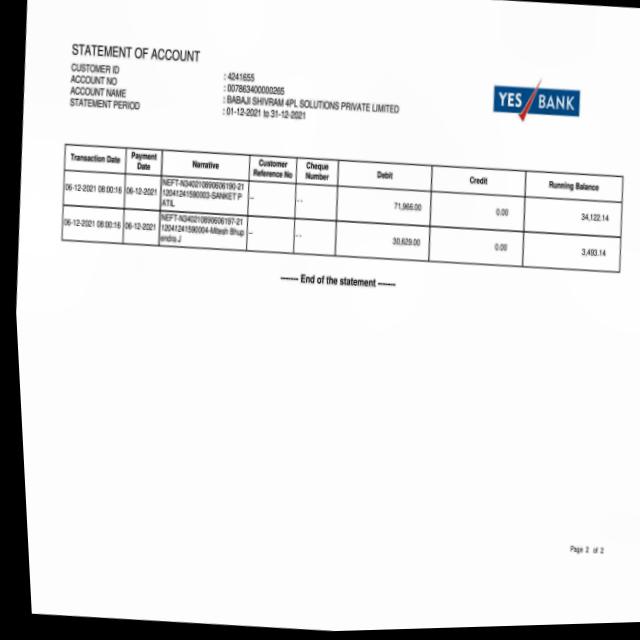 STATEMENT OF ACCOUNT
CUSTOMER ID : 4241655
ACCOUNT NO : 007863400000265
ACCOUNT NAME : BABAJI SHIVRAM 4PL SOLUTIONS PRIVATE LIMITED
STATEMENT PERIOD : 01-12-2021 to 31-12-2021
YES BANK
Transaction Date Payment Date Narrative Customer Reference No Cheque Number Debit Credit Running Balance
06-12-2021 08:00:16 06-12-2021 NEFT-N340210890606190-21
12041241590003-SANKET P
ATIL
-- -- 71,966.00 0.00 34,122.14
06-12-2021 08:00:16 06-12-2021 NEFT-N340210890606197-21
12041241590004-Mitesh Bhup
endra J
-- -- 30,629.00 0.00 3,493.14
------- End of the statement -------
Page 2 of 2